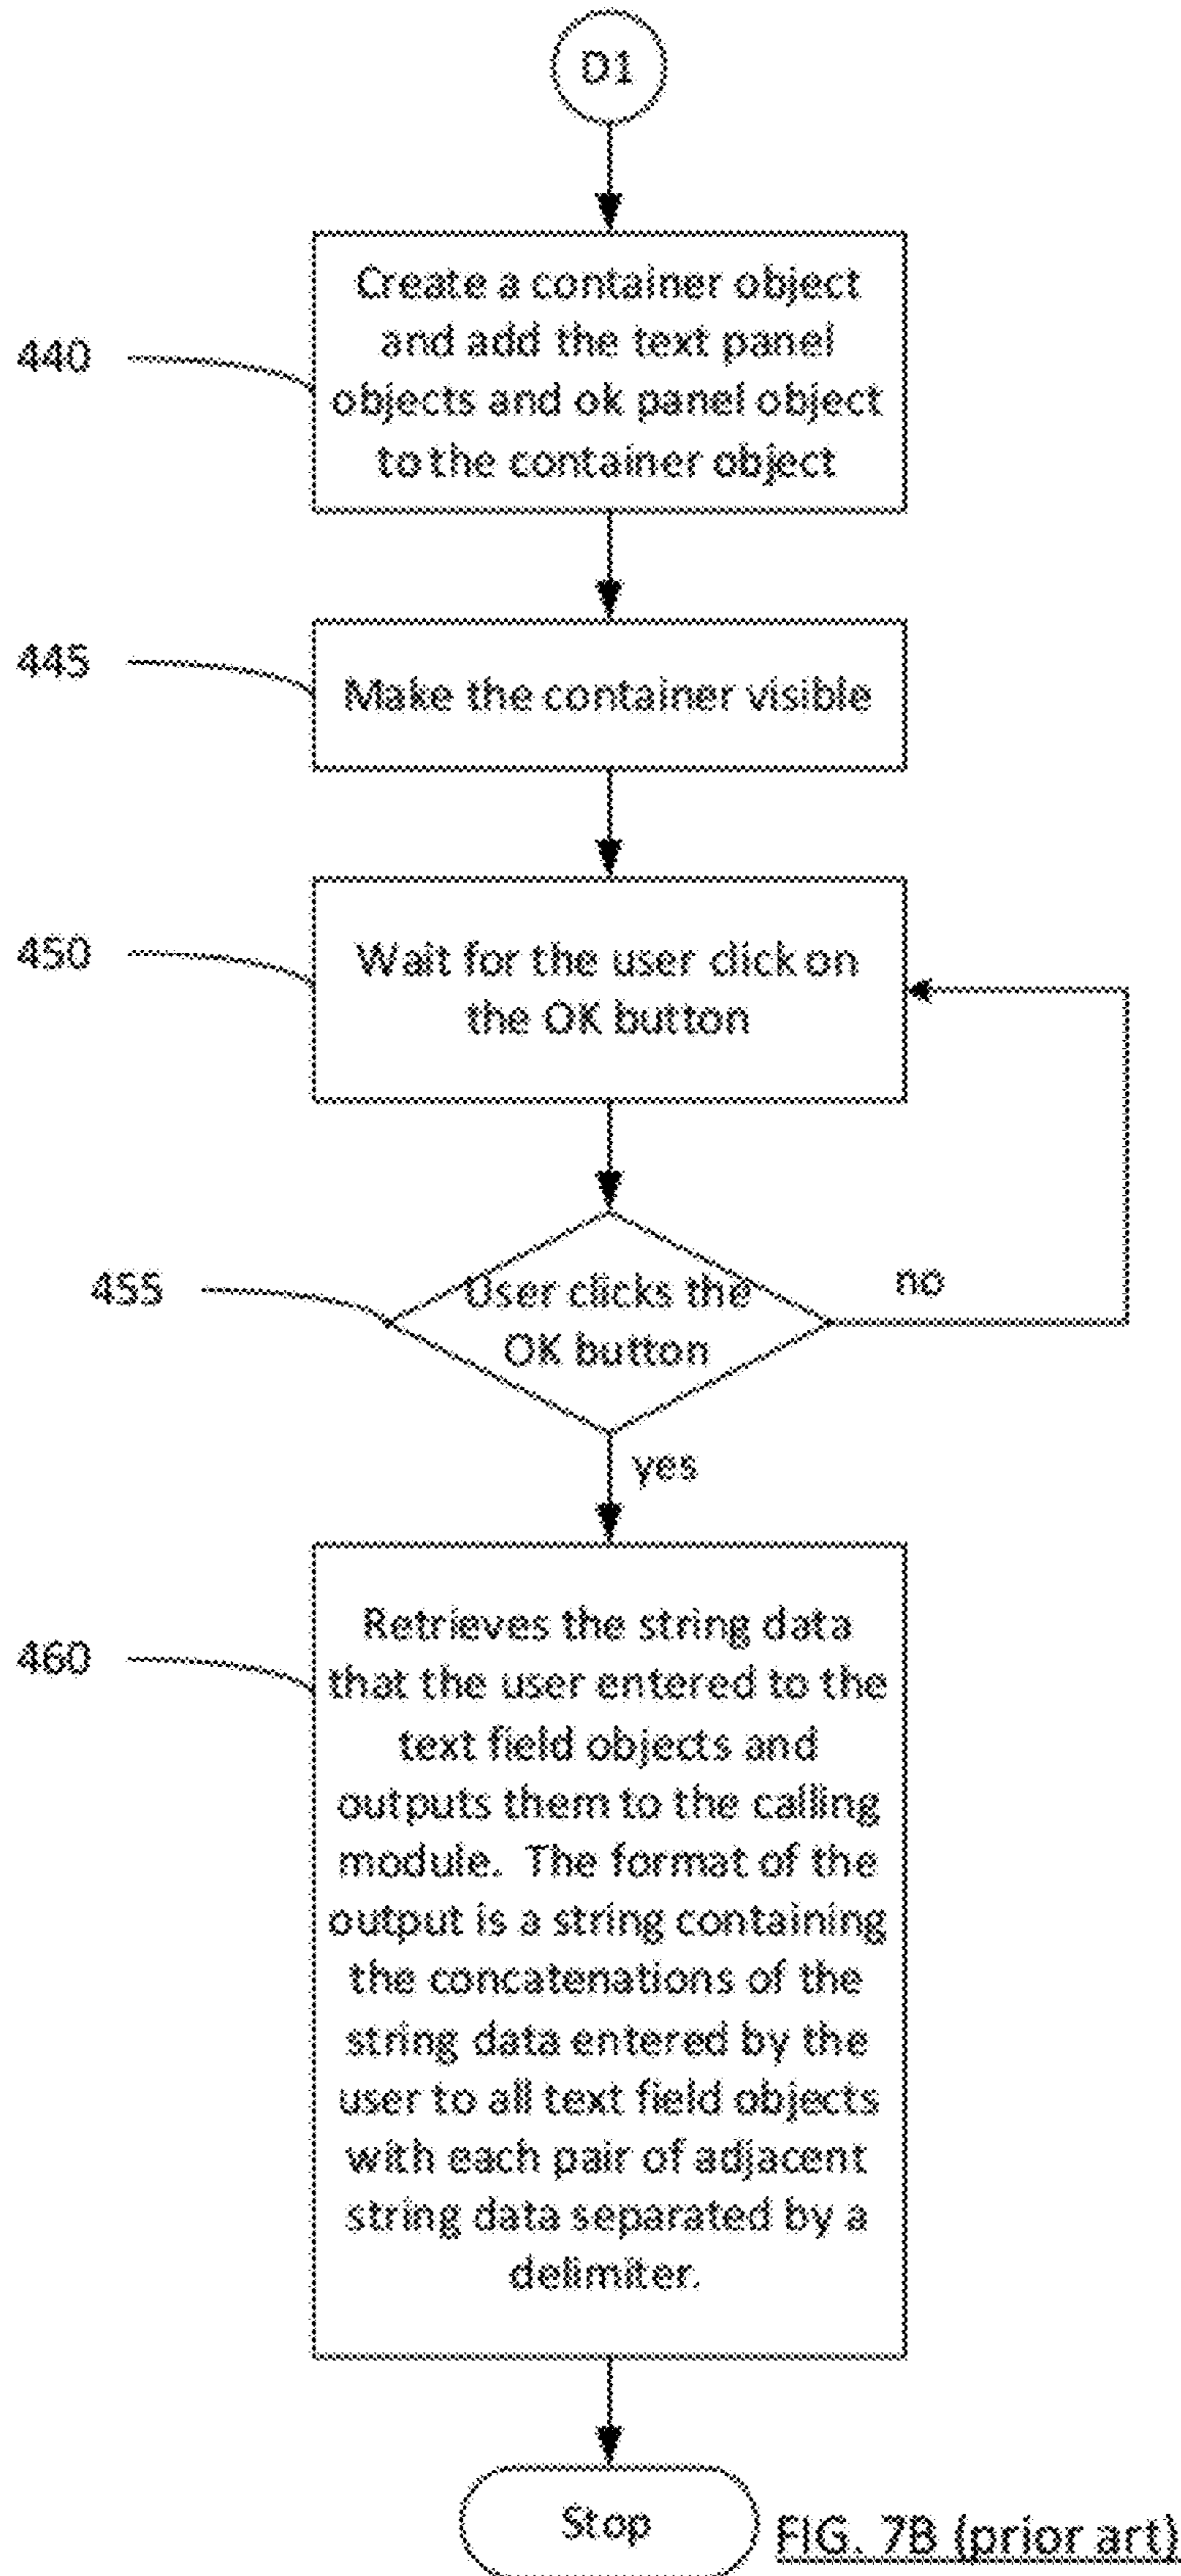 D1
440
Create a container object
and add the text panel
objects and ok panel object
to the container object
445
Make the container visible
450
Wait for the user click on
the OK button
455
User clicks the
OK button
no
yes
460
Retrieves the string data
that the user entered to the
text field objects and
outputs them to the calling
module. The format of the
output is a string containing
the concatenations of the
string data entered by the
user to all text field objects
with each pair of adjacent
string data separated by a
delimiter.
Stop
FIG. 7B (prior art)